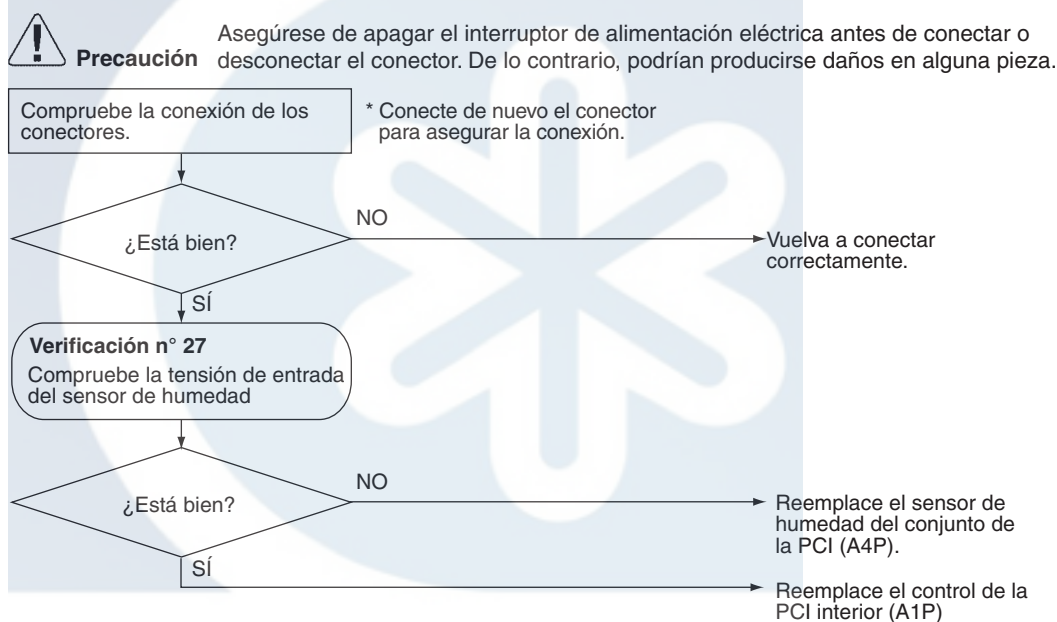 Precaución
Asegúrese de apagar el interruptor de alimentación eléctrica antes de conectar o
desconectar el conector. De lo contrario, podrían producirse daños en alguna pieza.
Compruebe la conexión de los
conectores.
* Conecte de nuevo el conector
para asegurar la conexión.
¿Está bien?
NO
Vuelva a conectar
correctamente.
SÍ
Verificación n° 27
Compruebe la tensión de entrada
del sensor de humedad
¿Está bien?
NO
Reemplace el sensor de
humedad del conjunto de
la PCI (A4P).
SÍ
Reemplace el control de la
PCI interior (A1P)